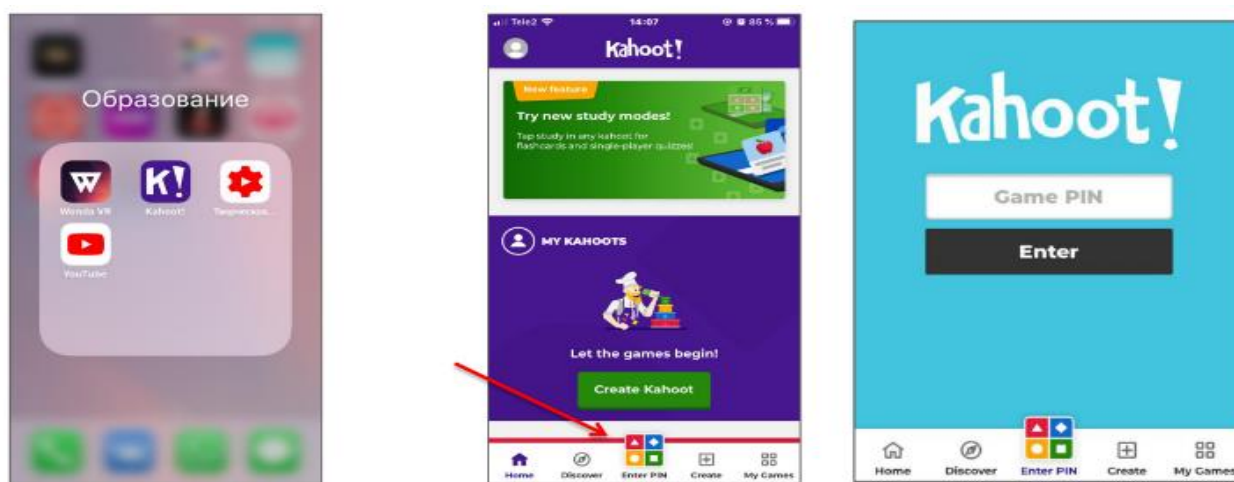 Образование
Wonda VR
Kahoot!
Творческая...
YouTube
Tele2
14:07
85 %
Kahoot!
New feature
Try new study modes!
Tap study in any kahoot for
flashcards and single-player quizzes!
MY KAHOOTS
Let the games begin!
Create Kahoot
Home
Discover
Enter PIN
Create
My Games
Kahoot!
Game PIN
Enter
Home
Discover
Enter PIN
Create
My Games